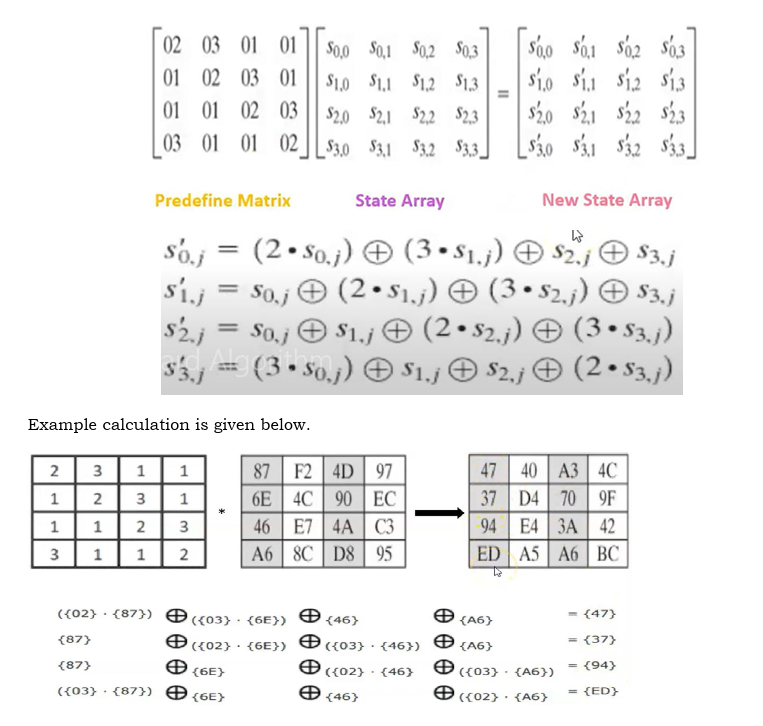 02 03 01 01 s0,0 s0,1 s0,2 s0,3 s′0,0 s′0,1 s′0,2 s′0,3
01 02 03 01 s1,0 s1,1 s1,2 s1,3 = s′1,0 s′1,1 s′1,2 s′1,3
01 01 02 03 s2,0 s2,1 s2,2 s2,3 s′2,0 s′2,1 s′2,2 s′2,3
03 01 01 02 s3,0 s3,1 s3,2 s3,3 s′3,0 s′3,1 s′3,2 s′3,3
Predefine Matrix State Array New State Array
s′0,j = (2 • s0,j) ⊕ (3 • s1,j) ⊕ s2,j ⊕ s3,j
s′1,j = s0,j ⊕ (2 • s1,j) ⊕ (3 • s2,j) ⊕ s3,j
s′2,j = s0,j ⊕ s1,j ⊕ (2 • s2,j) ⊕ (3 • s3,j)
s′3,j = (3 • s0,j) ⊕ s1,j ⊕ s2,j ⊕ (2 • s3,j)
Example calculation is given below.
2 3 1 1 87 F2 4D 97 47 40 A3 4C
1 2 3 1 6E 4C 90 EC 37 D4 70 9F
1 1 2 3 * 46 E7 4A C3 94 E4 3A 42
3 1 1 2 A6 8C D8 95 ED A5 A6 BC
({02} · {87}) ⊕ ({03} · {6E}) ⊕ {46} ⊕ {A6} = {47}
{87} ⊕ ({02} · {6E}) ⊕ ({03} · {46}) ⊕ {A6} = {37}
{87} ⊕ {6E} ⊕ ({02} · {46} ⊕ ({03} · {A6}) = {94}
({03} · {87}) ⊕ {6E} ⊕ {46} ⊕ ({02} · {A6} = {ED}